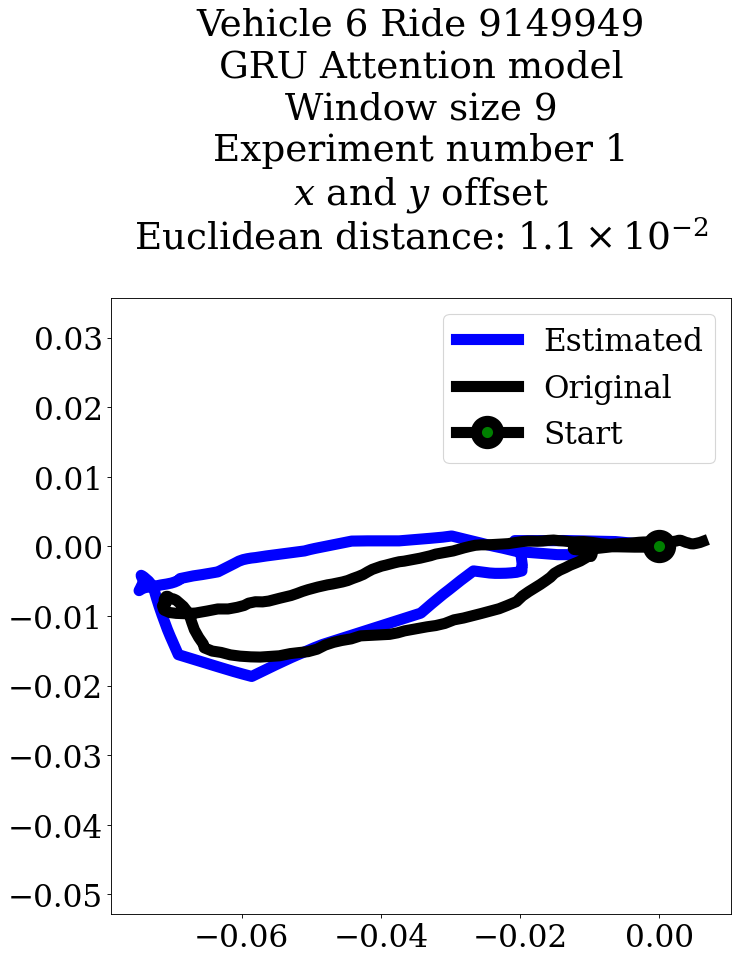 Vehicle 6 Ride 9149949
GRU Attention model
Window size 9
Experiment number 1
x and y offset
Euclidean distance: 1.1 × 10⁻²
Estimated
Original
Start
0.03
0.02
0.01
0.00
−0.01
−0.02
−0.03
−0.04
−0.05
−0.06 −0.04 −0.02 0.00